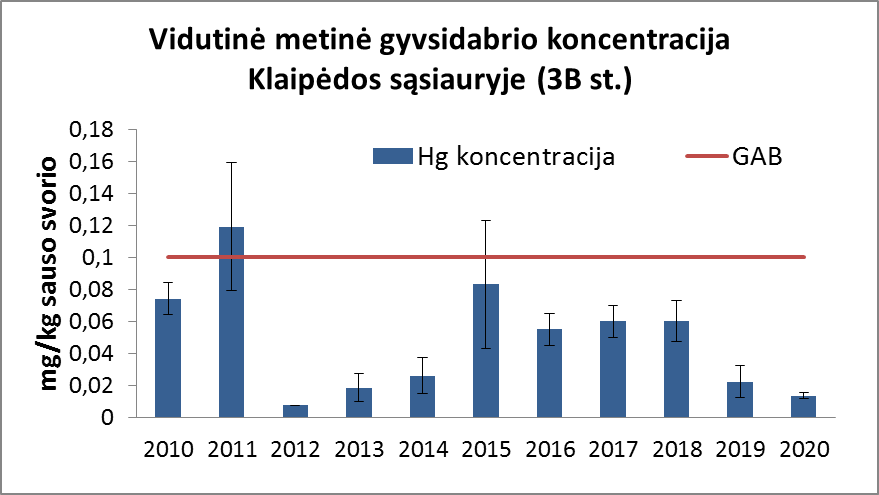 Vidutinė metinė gyvsidabrio koncentracija
Klaipėdos sąsiauryje (3B st.)
mg/kg sauso svorio
0,18
0,16
0,14
0,12
0,1
0,08
0,06
0,04
0,02
0
Hg koncentracija GAB
2010 2011 2012 2013 2014 2015 2016 2017 2018 2019 2020